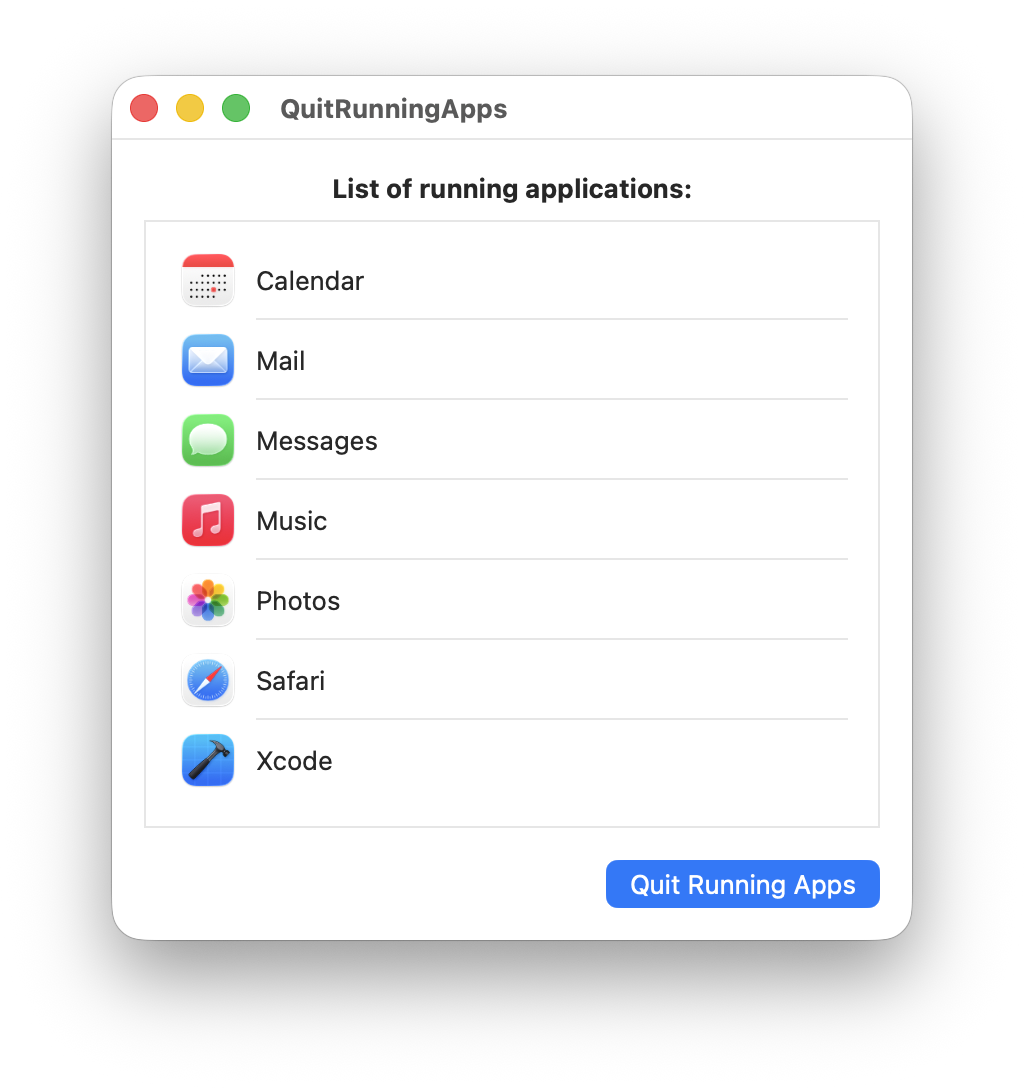 QuitRunningApps
List of running applications:
Calendar
Mail
Messages
Music
Photos
Safari
Xcode
Quit Running Apps